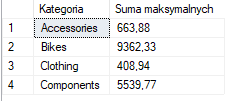 Kategoria Suma maksymalnych
1 Accessories 663,88
2 Bikes 9362,33
3 Clothing 408,94
4 Components 5539,77